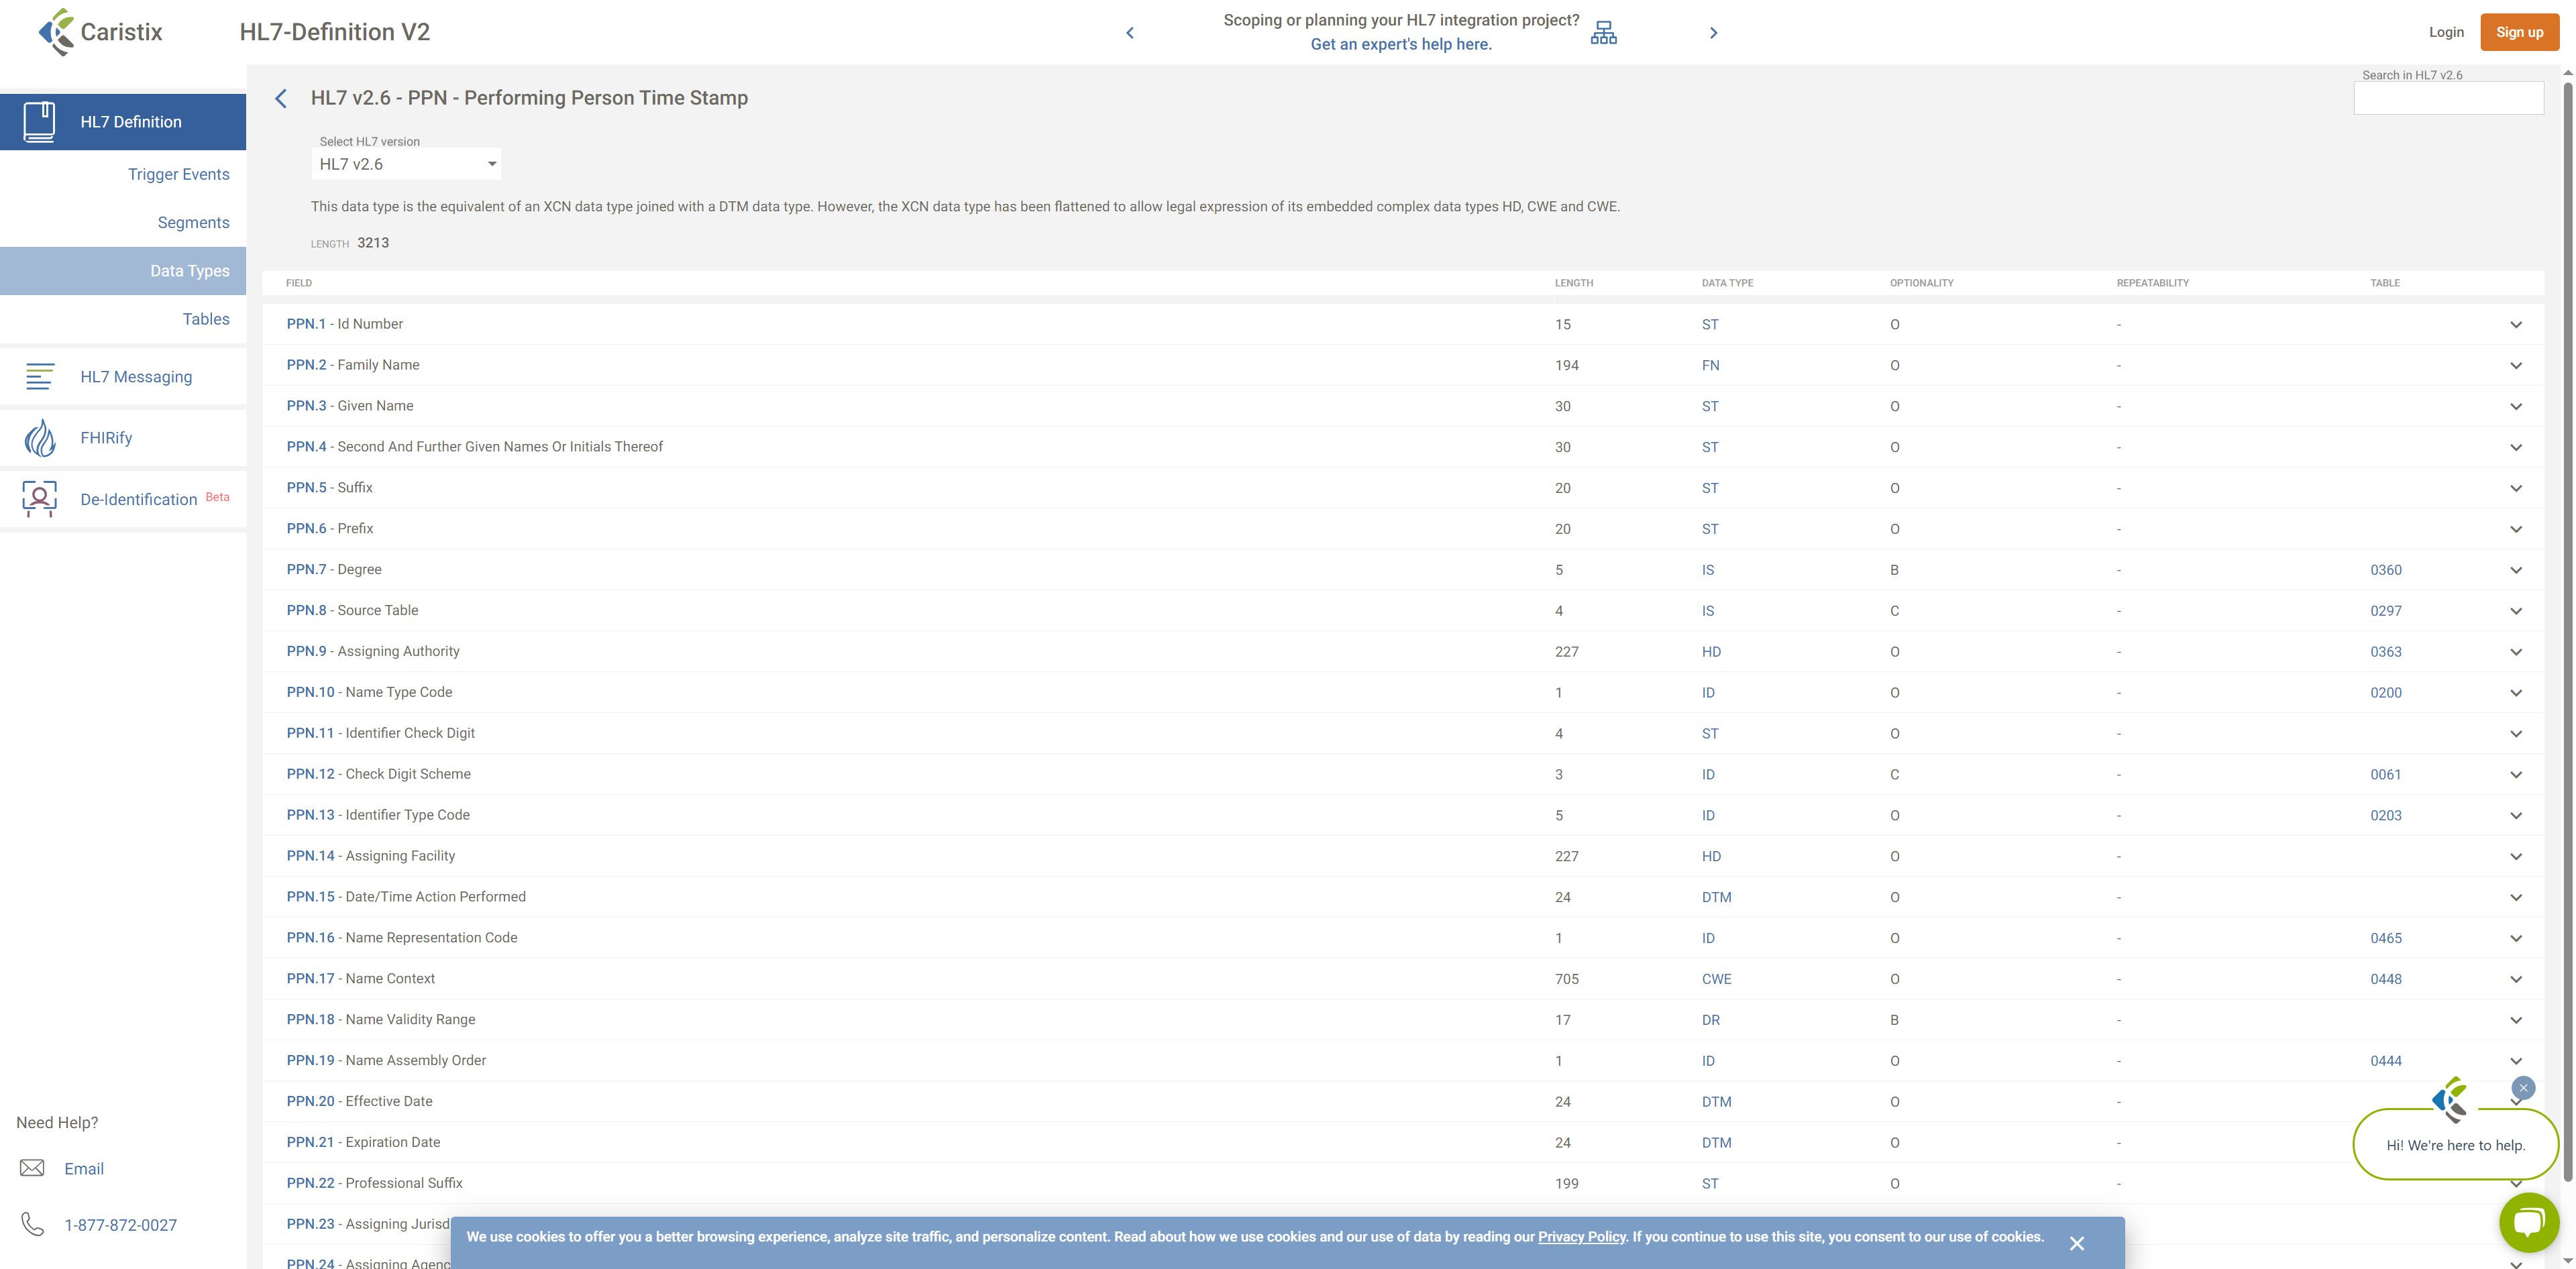 Caristix
HL7-Definition V2
Scoping or planning your HL7 integration project?
Get an expert's help here.
Login
Sign up
HL7 Definition
Trigger Events
Segments
Data Types
Tables
HL7 Messaging
FHIRify
De-Identification Beta
Need Help?
Email
1-877-872-0027
HL7 v2.6 - PPN - Performing Person Time Stamp
Search in HL7 v2.6
Select HL7 version
HL7 v2.6
This data type is the equivalent of an XCN data type joined with a DTM data type. However, the XCN data type has been flattened to allow legal expression of its embedded complex data types HD, CWE and CWE.
LENGTH 3213
FIELD LENGTH DATA TYPE OPTIONALITY REPEATABILITY TABLE
PPN.1 - Id Number 15 ST O -
PPN.2 - Family Name 194 FN O -
PPN.3 - Given Name 30 ST O -
PPN.4 - Second And Further Given Names Or Initials Thereof 30 ST O -
PPN.5 - Suffix 20 ST O -
PPN.6 - Prefix 20 ST O -
PPN.7 - Degree 5 IS B - 0360
PPN.8 - Source Table 4 IS C - 0297
PPN.9 - Assigning Authority 227 HD O - 0363
PPN.10 - Name Type Code 1 ID O - 0200
PPN.11 - Identifier Check Digit 4 ST O -
PPN.12 - Check Digit Scheme 3 ID C - 0061
PPN.13 - Identifier Type Code 5 ID O - 0203
PPN.14 - Assigning Facility 227 HD O -
PPN.15 - Date/Time Action Performed 24 DTM O -
PPN.16 - Name Representation Code 1 ID O - 0465
PPN.17 - Name Context 705 CWE O - 0448
PPN.18 - Name Validity Range 17 DR B -
PPN.19 - Name Assembly Order 1 ID O - 0444
PPN.20 - Effective Date 24 DTM O -
PPN.21 - Expiration Date 24 DTM O -
PPN.22 - Professional Suffix 199 ST O -
PPN.23 - Assigning Jurisd
PPN.24 - Assigning Agenc
Hi! We're here to help.
We use cookies to offer you a better browsing experience, analyze site traffic, and personalize content. Read about how we use cookies and our use of data by reading our Privacy Policy. If you continue to use this site, you consent to our use of cookies.